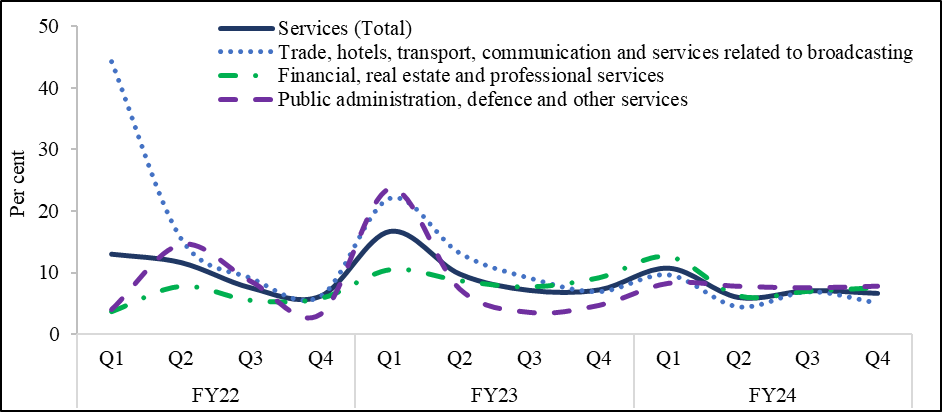 50
40
30
20
10
0
Per cent
Services (Total)
Trade, hotels, transport, communication and services related to broadcasting
Financial, real estate and professional services
Public administration, defence and other services
Q1 Q2 Q3 Q4 Q1 Q2 Q3 Q4 Q1 Q2 Q3 Q4
FY22 FY23 FY24